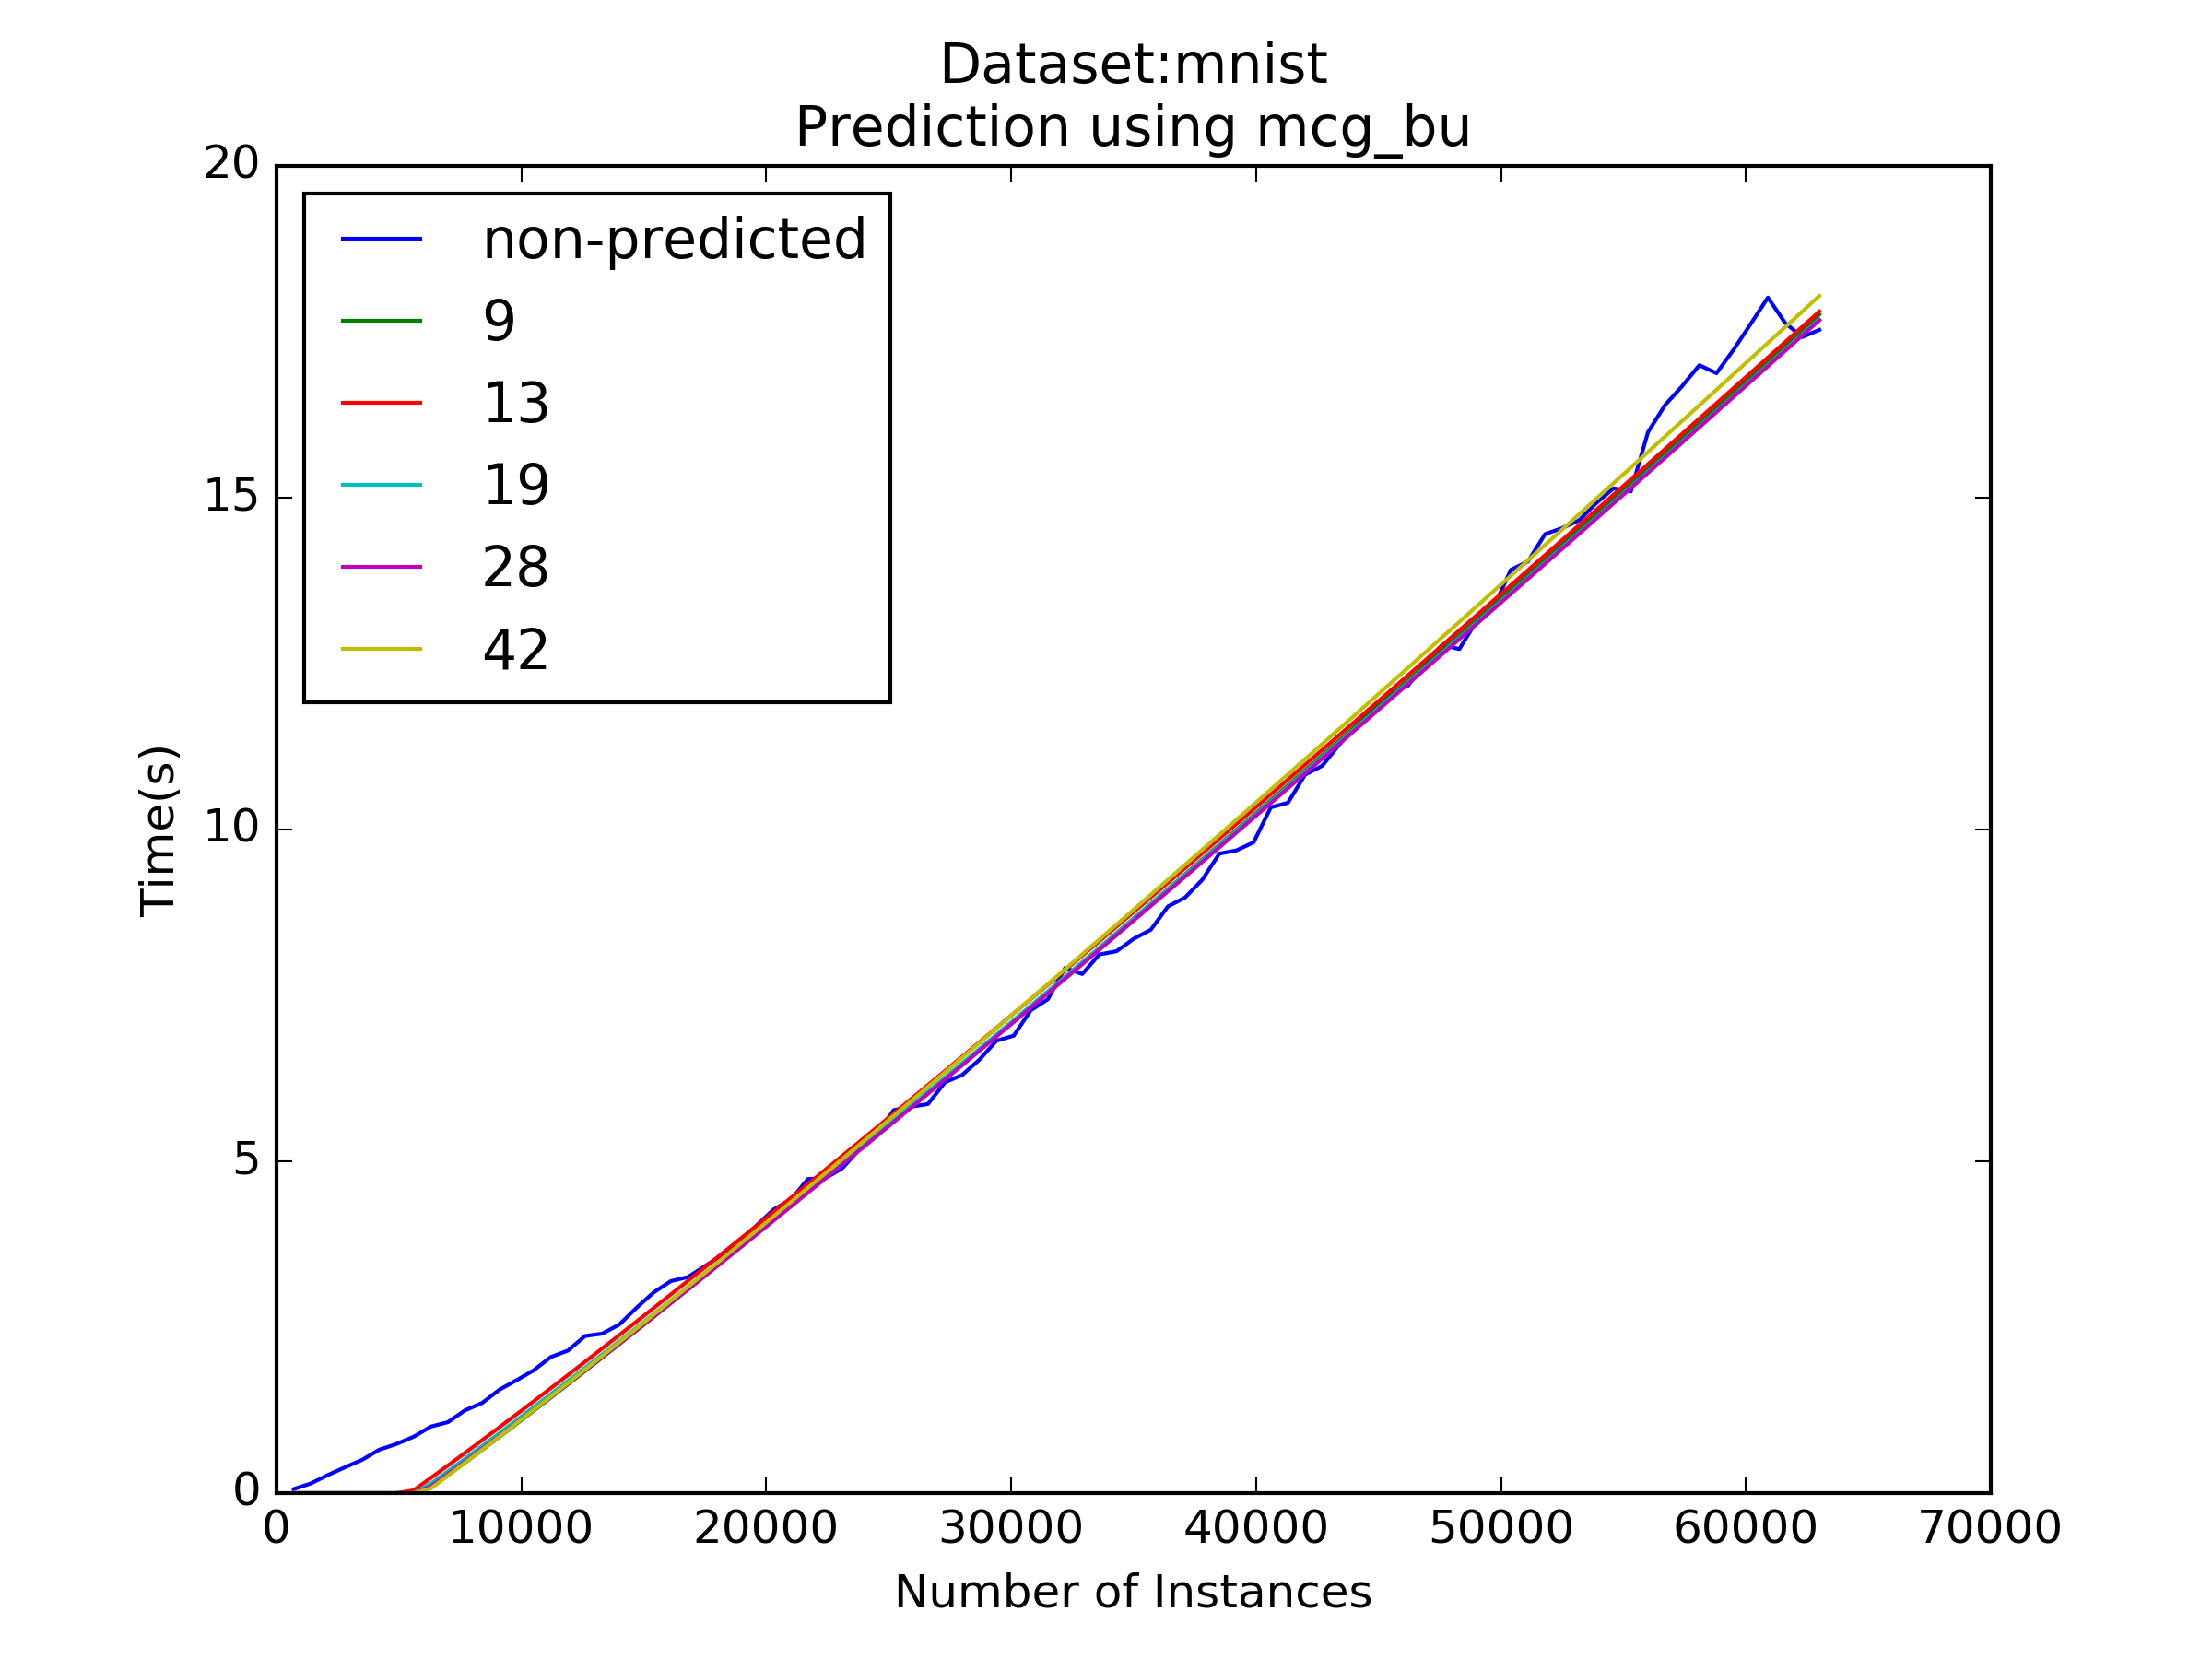 Dataset:mnist
Prediction using mcg_bu
20
15
10
5
0
Time(s)
non-predicted
9
13
19
28
42
0 10000 20000 30000 40000 50000 60000 70000
Number of Instances